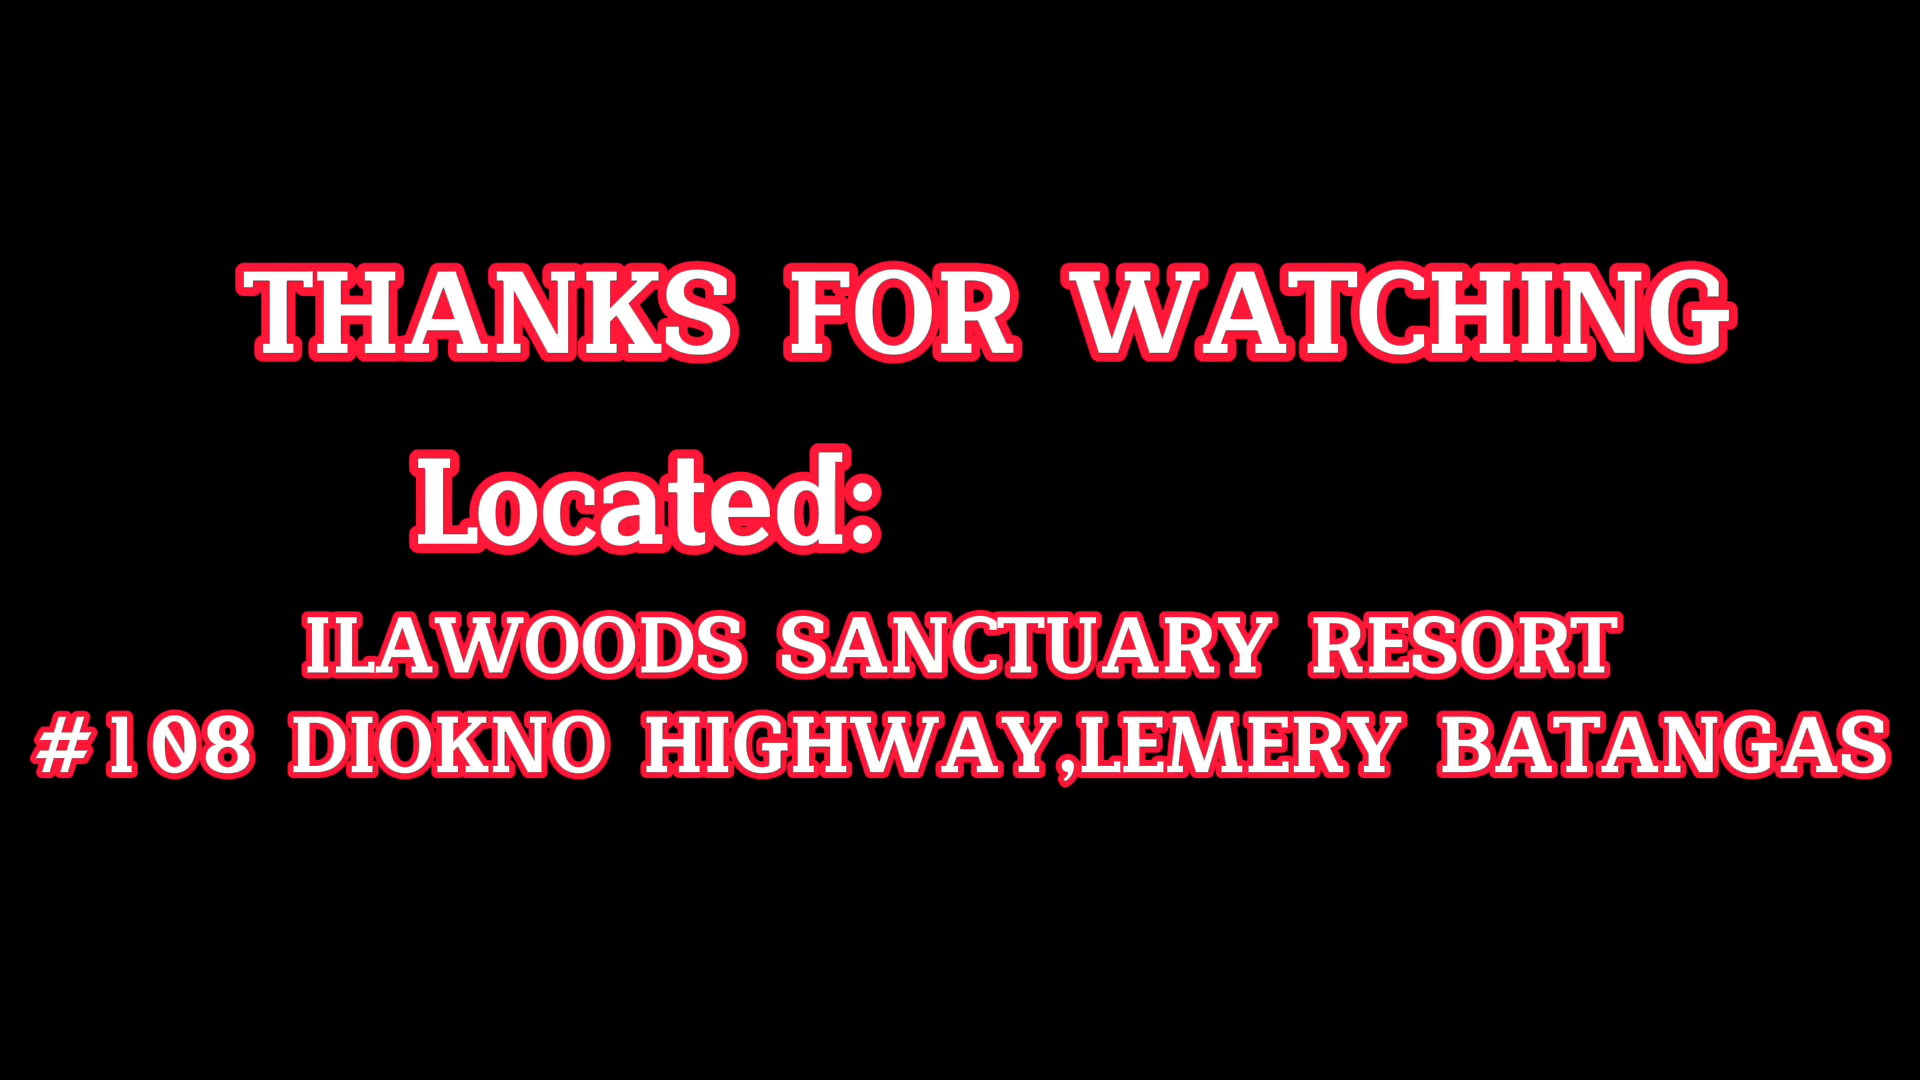 THANKS FOR WATCHING
Located:
ILAWOODS SANCTUARY RESORT
#108 DIOKNO HIGHWAY,LEMERY BATANGAS